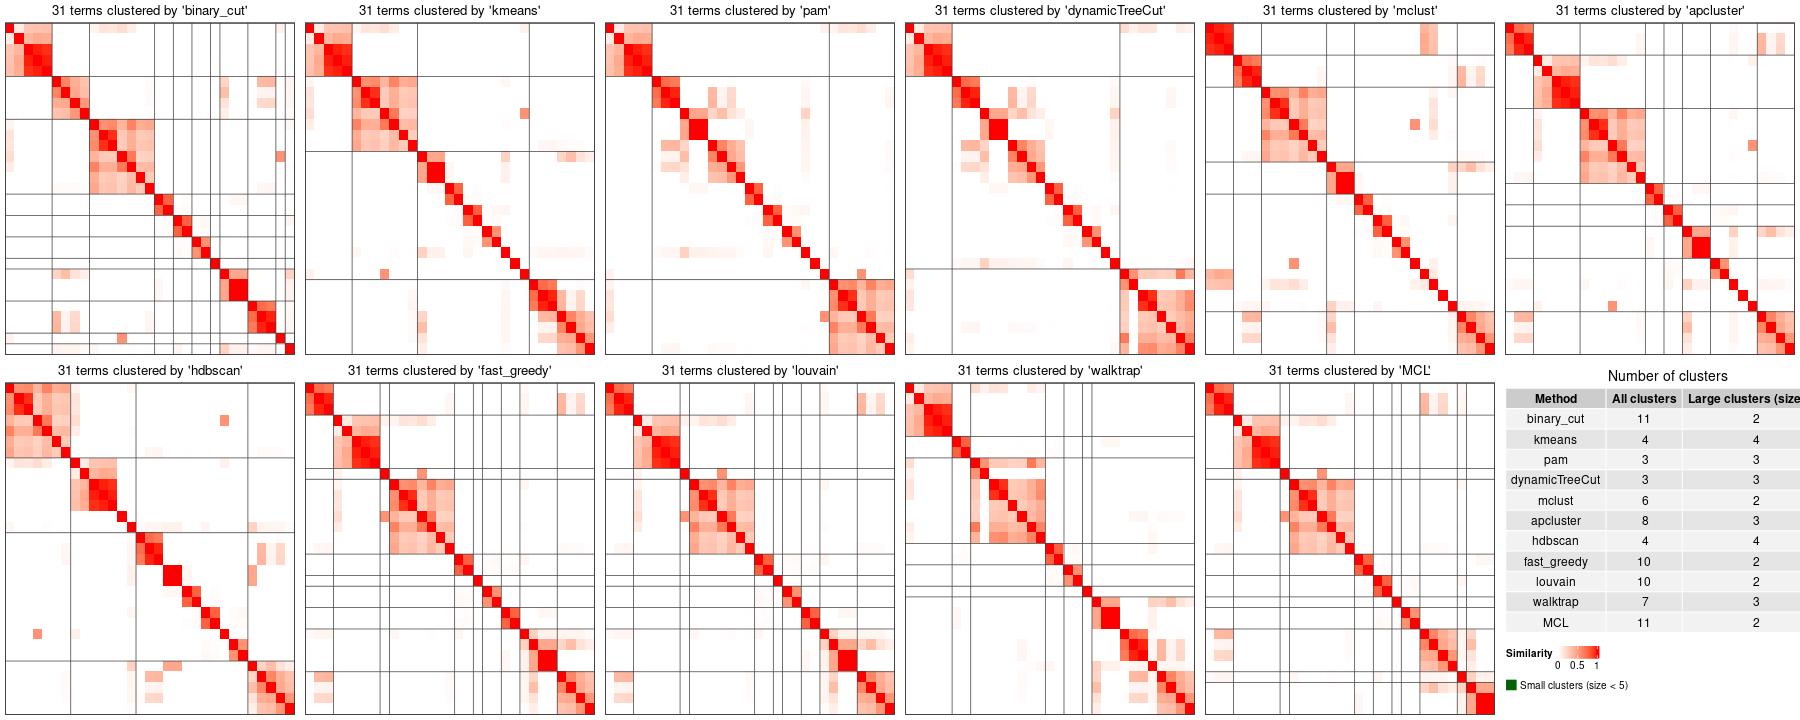 31 terms clustered by 'binary_cut'
31 terms clustered by 'kmeans'
31 terms clustered by 'pam'
31 terms clustered by 'dynamicTreeCut'
31 terms clustered by 'mclust'
31 terms clustered by 'apcluster'
31 terms clustered by 'hdbscan'
31 terms clustered by 'fast_greedy'
31 terms clustered by 'louvain'
31 terms clustered by 'walktrap'
31 terms clustered by 'MCL'
Number of clusters
Method All clusters Large clusters (size
binary_cut 11 2
kmeans 4 4
pam 3 3
dynamicTreeCut 3 3
mclust 6 2
apcluster 8 3
hdbscan 4 4
fast_greedy 10 2
louvain 10 2
walktrap 7 3
MCL 11 2
Similarity
0 0.5 1
Small clusters (size < 5)